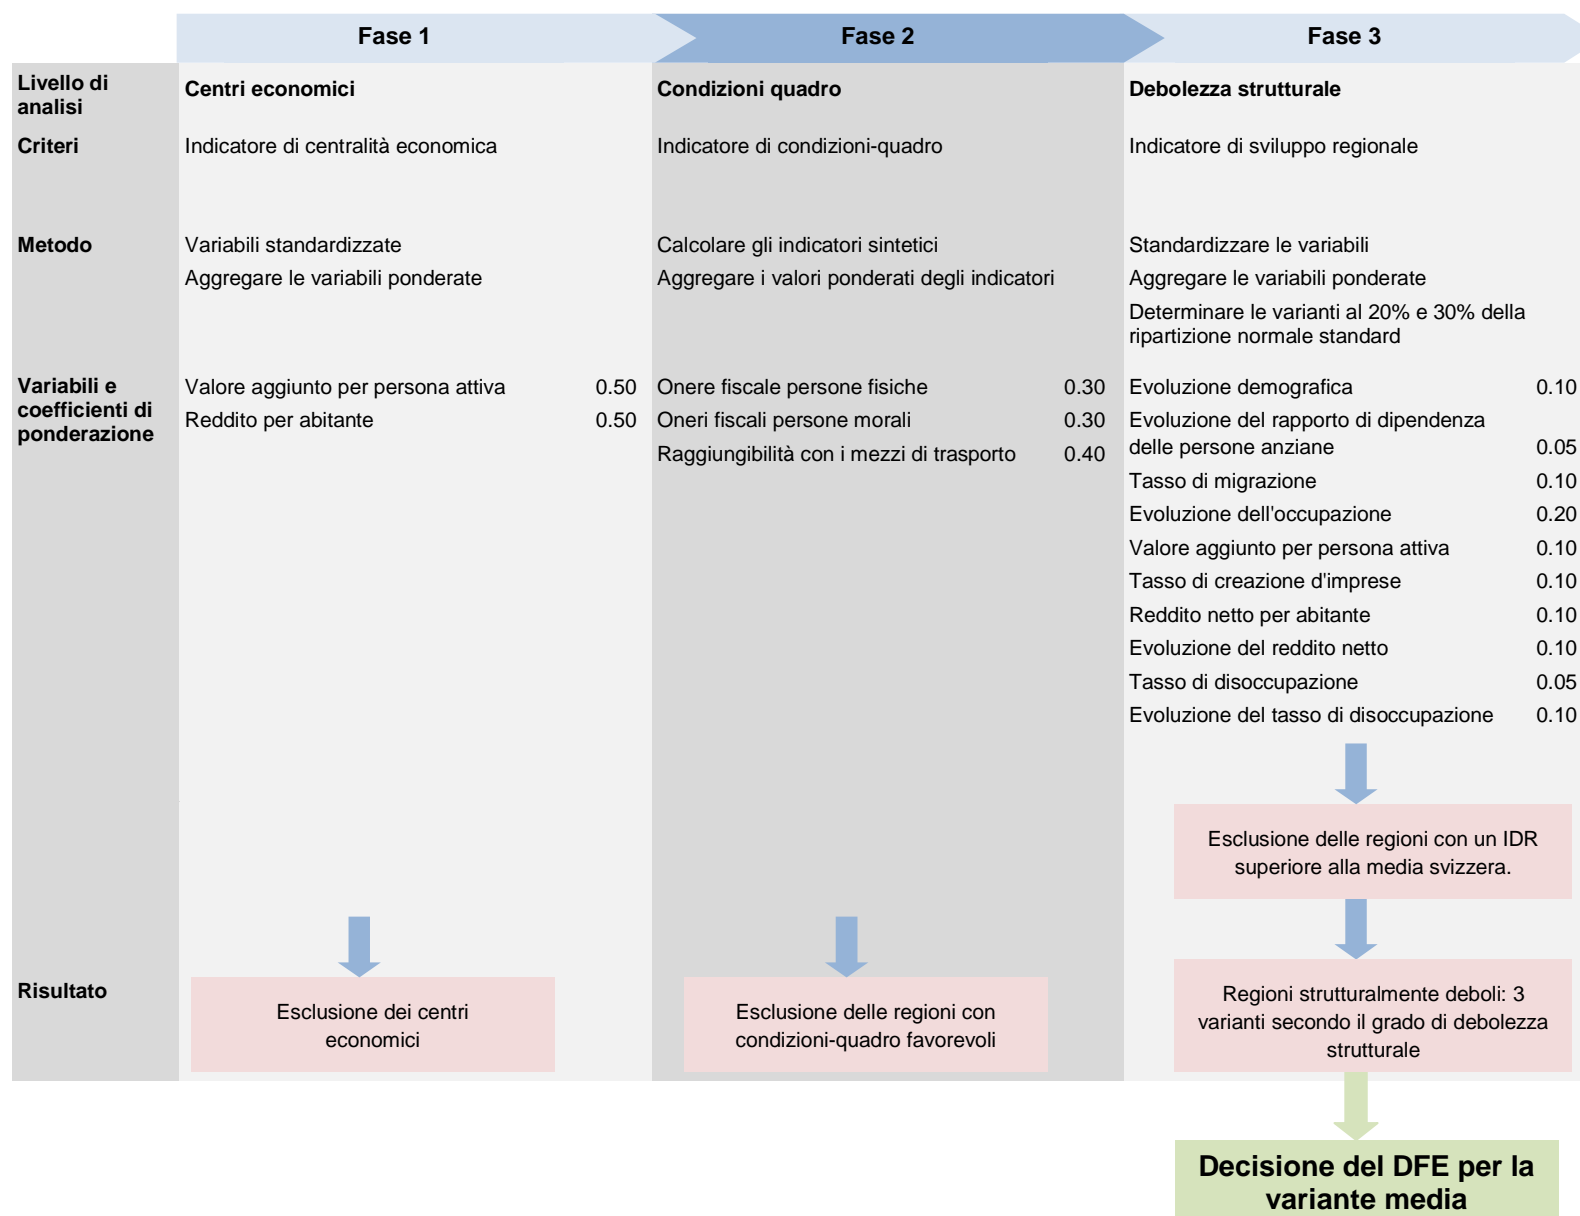 Fase 1
Fase 2
Fase 3
Livello di
analisi
Centri economici
Condizioni quadro
Debolezza strutturale
Criteri
Indicatore di centralità economica
Indicatore di condizioni-quadro
Indicatore di sviluppo regionale
Metodo
Variabili standardizzate
Aggregare le variabili ponderate
Calcolare gli indicatori sintetici
Aggregare i valori ponderati degli indicatori
Standardizzare le variabili
Aggregare le variabili ponderate
Determinare le varianti al 20% e 30% della
ripartizione normale standard
Variabili e
coefficienti di
ponderazione
Valore aggiunto per persona attiva 0.50
Reddito per abitante 0.50
Onere fiscale persone fisiche 0.30
Oneri fiscali persone morali 0.30
Raggiungibilità con i mezzi di trasporto 0.40
Evoluzione demografica 0.10
Evoluzione del rapporto di dipendenza
delle persone anziane 0.05
Tasso di migrazione 0.10
Evoluzione dell'occupazione 0.20
Valore aggiunto per persona attiva 0.10
Tasso di creazione d'imprese 0.10
Reddito netto per abitante 0.10
Evoluzione del reddito netto 0.10
Tasso di disoccupazione 0.05
Evoluzione del tasso di disoccupazione 0.10
Esclusione delle regioni con un IDR
superiore alla media svizzera.
Risultato
Esclusione dei centri
economici
Esclusione delle regioni con
condizioni-quadro favorevoli
Regioni strutturalmente deboli: 3
varianti secondo il grado di debolezza
strutturale
Decisione del DFE per la
variante media